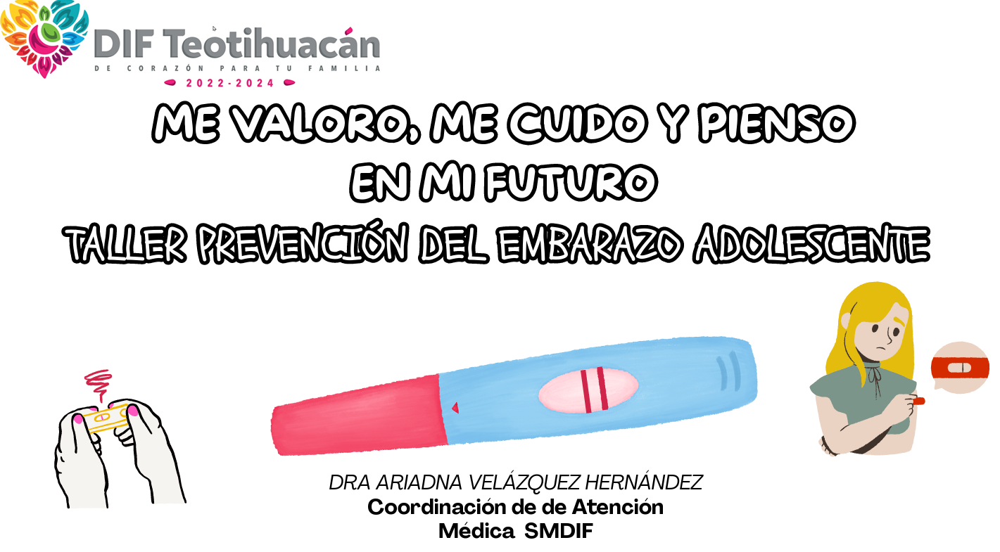 DIF Teotihuacán
DE CORAZÓN PARA TU FAMILIA
2022-2024
ME VALORO, ME CUIDO Y PIENSO
EN MI FUTURO
TALLER PREVENCIÓN DEL EMBARAZO ADOLESCENTE
DRA ARIADNA VELÁZQUEZ HERNÁNDEZ
Coordinación de de Atención
Médica SMDIF